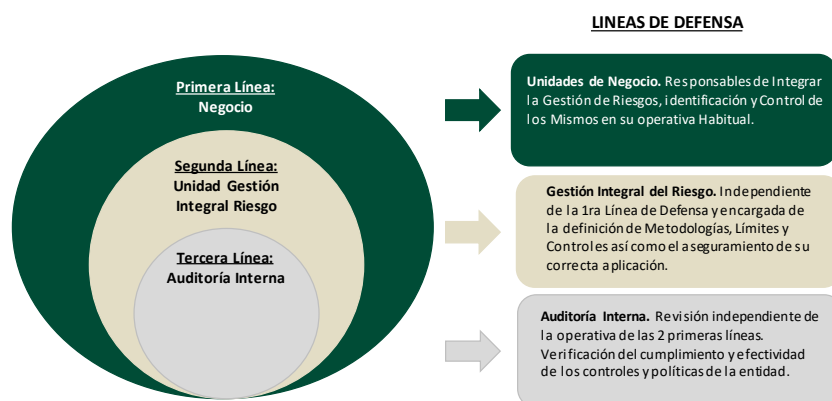 LINEAS DE DEFENSA
Primera Línea:
Negocio
Segunda Línea:
Unidad Gestión
Integral Riesgo
Tercera Línea:
Auditoría Interna
Unidades de Negocio. Responsables de Integrar
la Gestión de Riesgos, identificación y Control de
los Mismos en su operativa Habitual.
Gestión Integral del Riesgo. Independiente
de la 1ra Línea de Defensa y encargada de
la definición de Metodologías, Límites y
Controles así como el aseguramiento de su
correcta aplicación.
Auditoría Interna. Revisión independiente de
la operativa de las 2 primeras líneas.
Verificación del cumplimiento y efectividad
de los controles y políticas de la entidad.